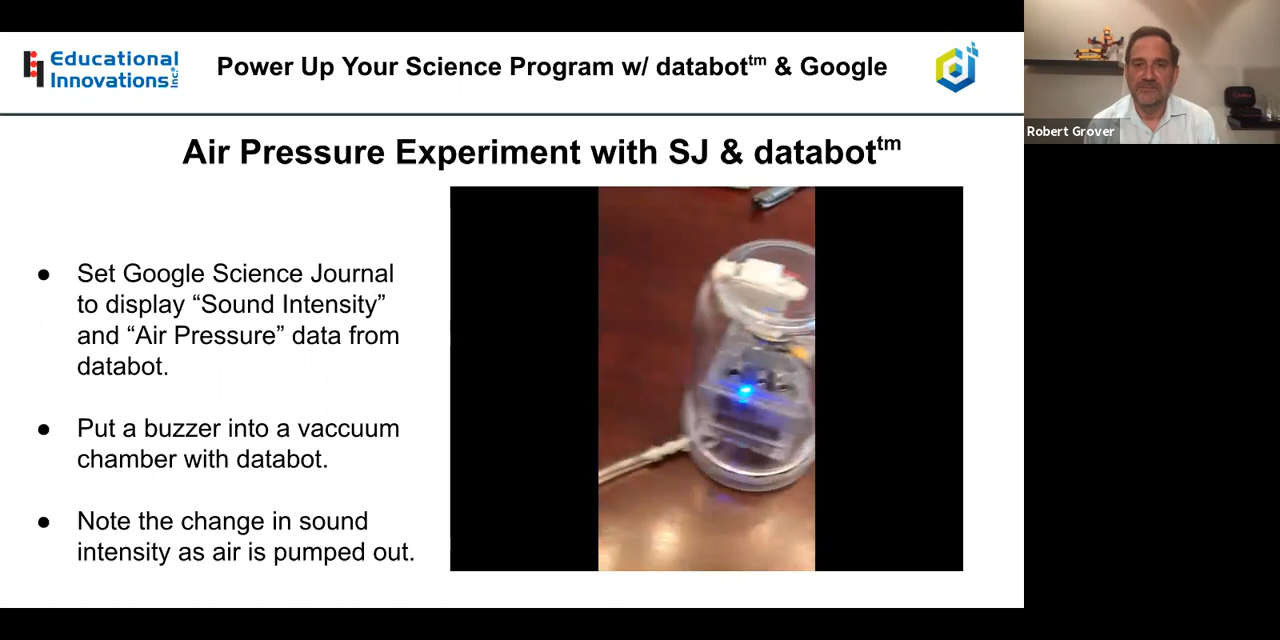 Educational
Innovations Inc.®
Power Up Your Science Program w/ databot™ & Google
Robert Grover
Air Pressure Experiment with SJ & databot™
● Set Google Science Journal
to display “Sound Intensity”
and “Air Pressure” data from
databot.
● Put a buzzer into a vaccuum
chamber with databot.
● Note the change in sound
intensity as air is pumped out.